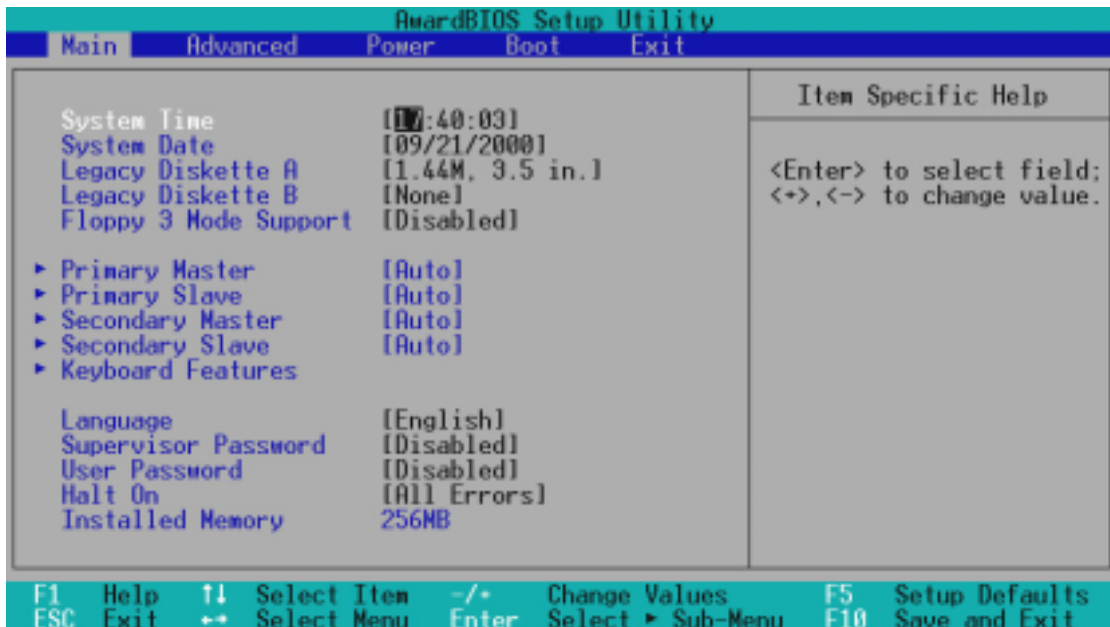 AwardBIOS Setup Utility
Main Advanced Power Boot Exit
Item Specific Help
System Time [17:40:03]
System Date [09/21/2000]
Legacy Diskette A [1.44M, 3.5 in.]
Legacy Diskette B [None]
Floppy 3 Mode Support [Disabled]
<Enter> to select field;
<+>,<-> to change value.
▸ Primary Master [Auto]
▸ Primary Slave [Auto]
▸ Secondary Master [Auto]
▸ Secondary Slave [Auto]
▸ Keyboard Features
Language [English]
Supervisor Password [Disabled]
User Password [Disabled]
Halt On [All Errors]
Installed Memory 256MB
F1 Help ↑↓ Select Item -/+ Change Values F5 Setup Defaults
ESC Exit ←→ Select Menu Enter Select ▸ Sub-Menu F10 Save and Exit